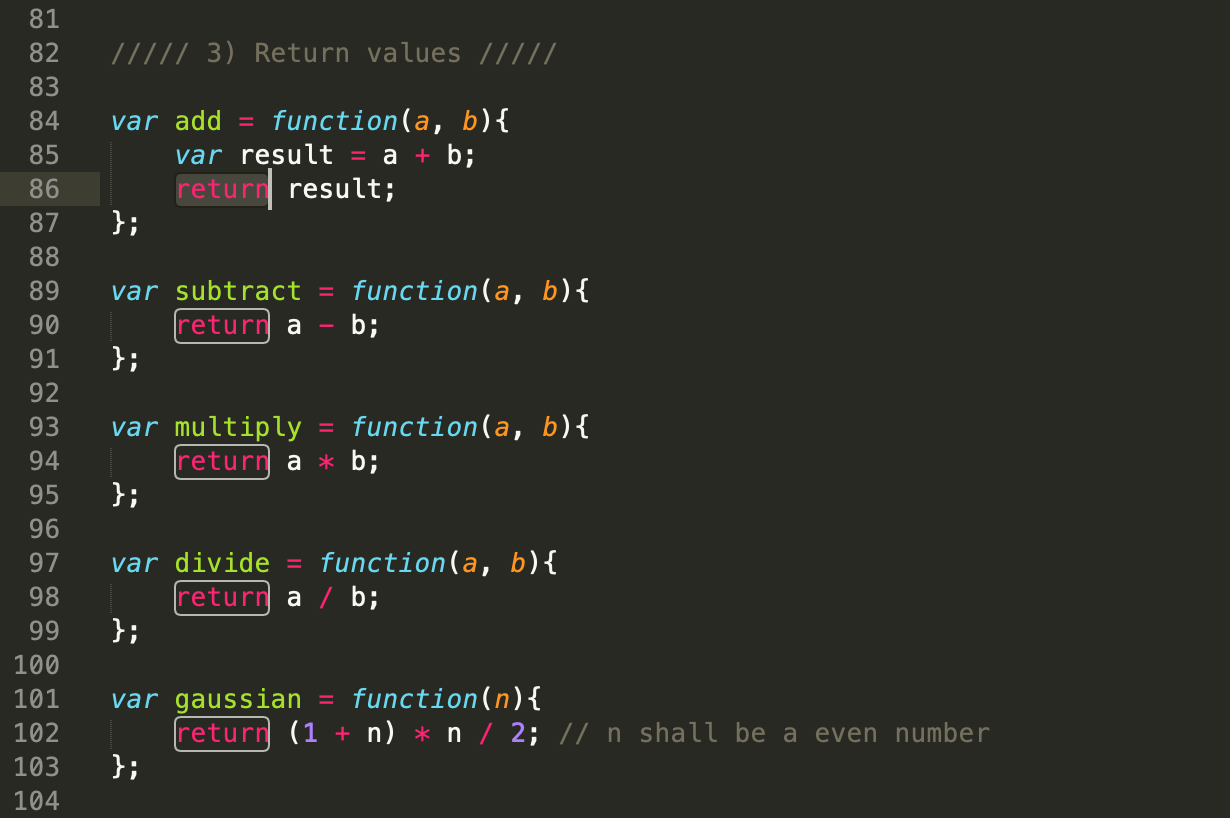 81
82 ///// 3) Return values /////
83
84 var add = function(a, b){
85     var result = a + b;
86     return result;
87 };
88
89 var subtract = function(a, b){
90     return a - b;
91 };
92
93 var multiply = function(a, b){
94     return a * b;
95 };
96
97 var divide = function(a, b){
98     return a / b;
99 };
100
101 var gaussian = function(n){
102     return (1 + n) * n / 2; // n shall be a even number
103 };
104